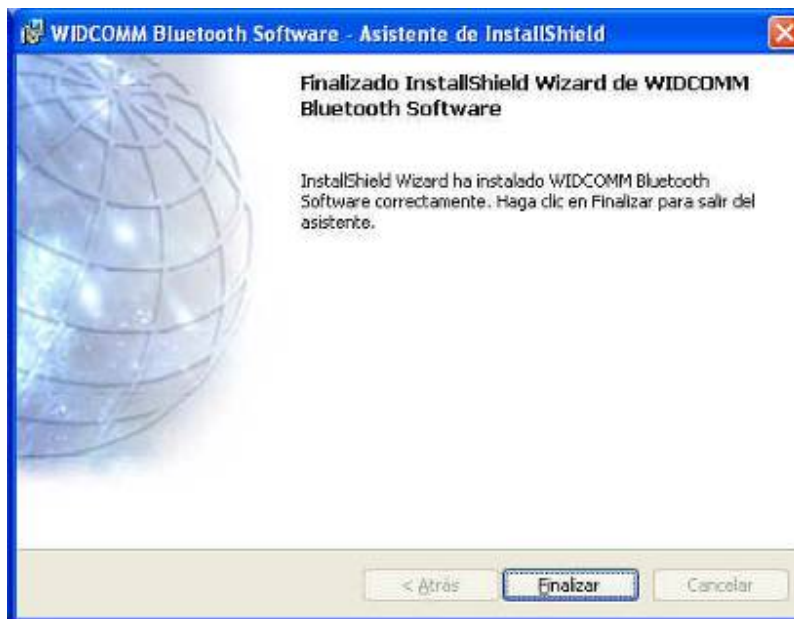 WIDCOMM Bluetooth Software - Asistente de InstallShield
Finalizado InstallShield Wizard de WIDCOMM
Bluetooth Software
InstallShield Wizard ha instalado WIDCOMM Bluetooth
Software correctamente. Haga clic en Finalizar para salir del
asistente.
< Atrás
Finalizar
Cancelar